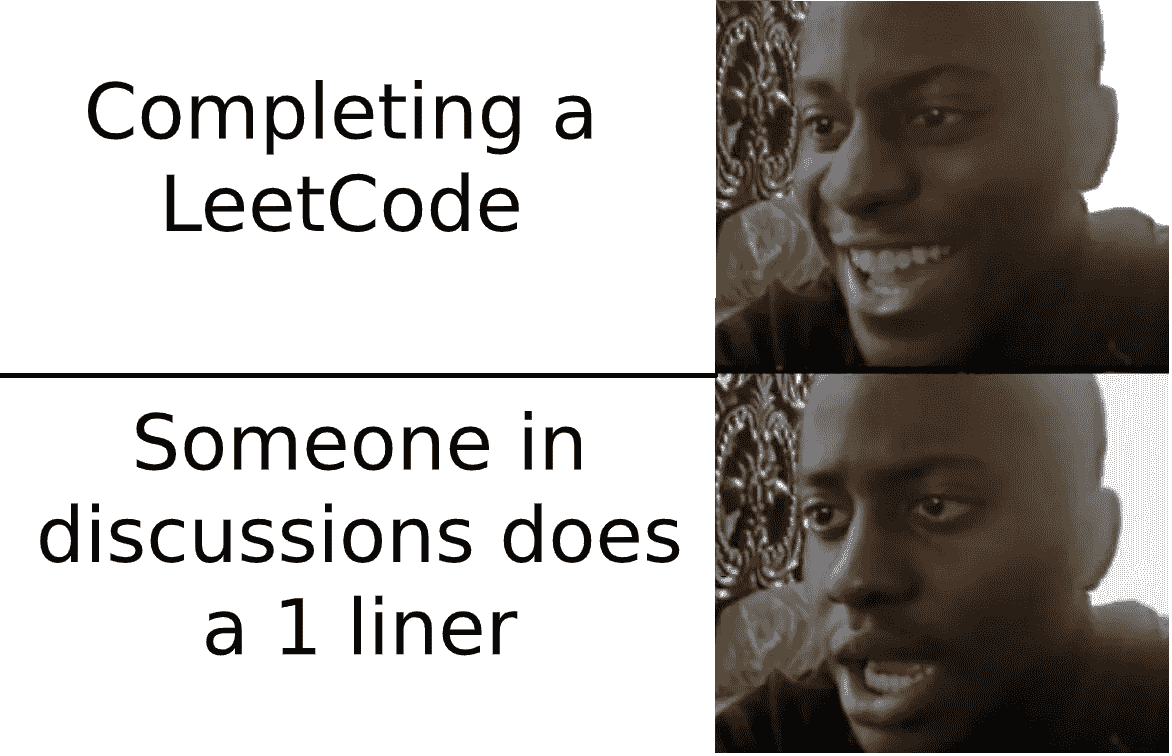 Completing a
LeetCode
Someone in
discussions does
a 1 liner